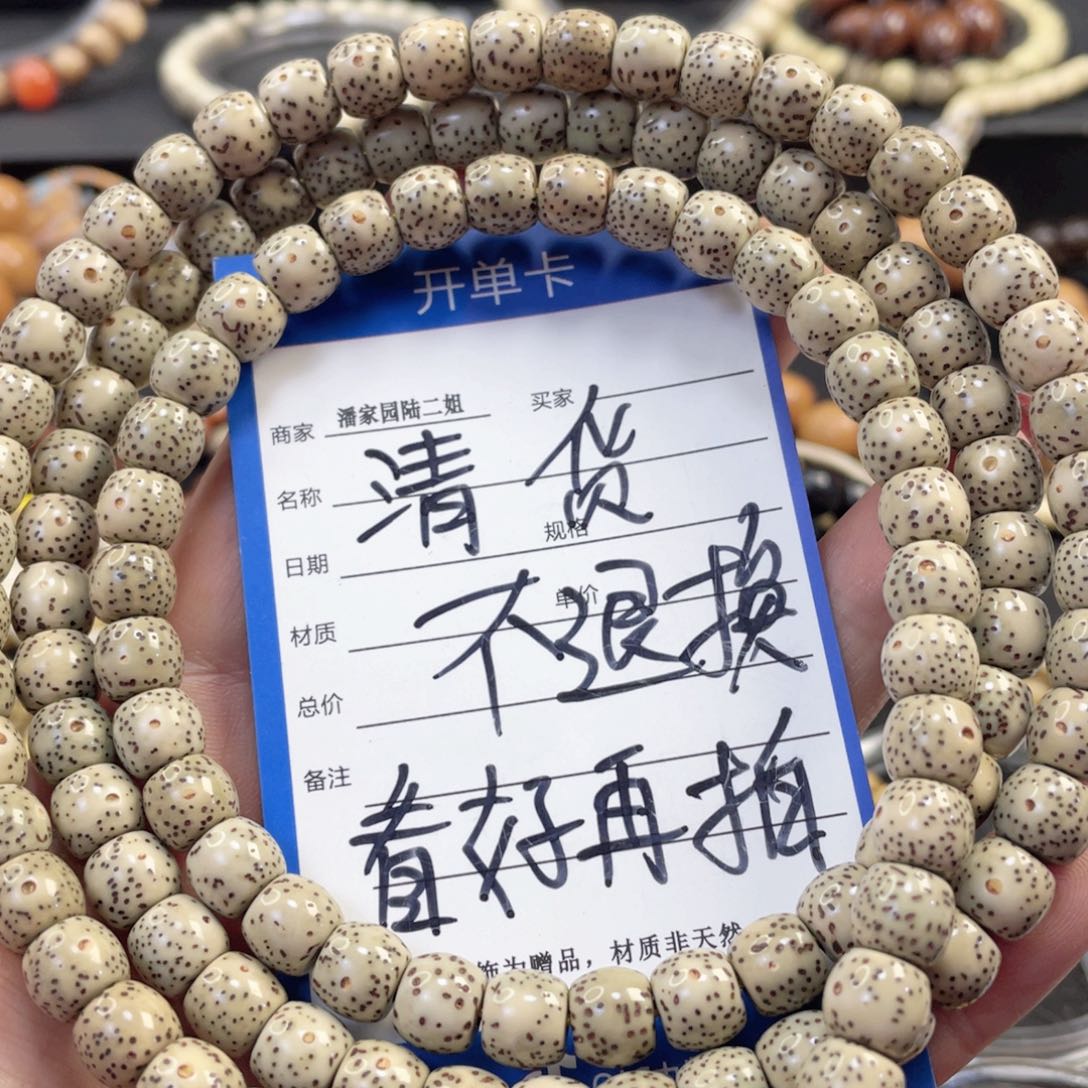 开单卡
商家 潘家园陆二姐 买家
名称 清货
规格
日期
单价
材质 不退换
总价
备注
看好再拍
饰为赠品，材质非天然